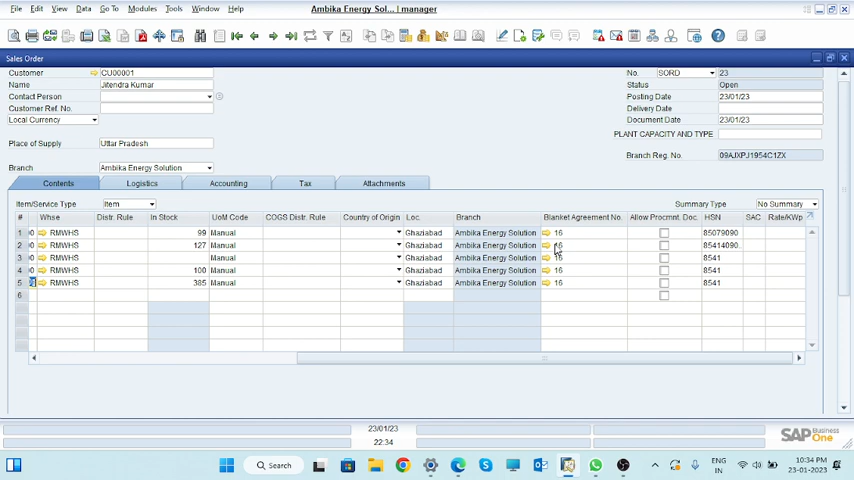 Ambika Energy Sol... | manager
File Edit View Data Go To Modules Tools Window Help
Sales Order
Customer CU00001 No. SORD 23
Name Jitendra Kumar Status Open
Contact Person Posting Date 23/01/23
Customer Ref. No. Delivery Date
Local Currency Document Date 23/01/23
PLANT CAPACITY AND TYPE
Place of Supply Uttar Pradesh
Branch Reg. No. 09AJXPJ1954C1ZX
Branch Ambika Energy Solution
Contents Logistics Accounting Tax Attachments
Item/Service Type Item Summary Type No Summary
# Whse Distr. Rule In Stock UoM Code COGS Distr. Rule Country of Origin Loc. Branch Blanket Agreement No. Allow Procmnt. Doc. HSN SAC Rate/KWp
1 RMWHS 99 Manual Ghaziabad Ambika Energy Solution 16 85079090
2 RMWHS 127 Manual Ghaziabad Ambika Energy Solution 16 85414090...
3 RMWHS Manual Ghaziabad Ambika Energy Solution 16 8541
4 RMWHS 100 Manual Ghaziabad Ambika Energy Solution 16 8541
5 RMWHS 385 Manual Ghaziabad Ambika Energy Solution 16 8541
6
23/01/23
22:34
SAP Business One
Search
ENG 10:34 PM
IN 23-01-2023